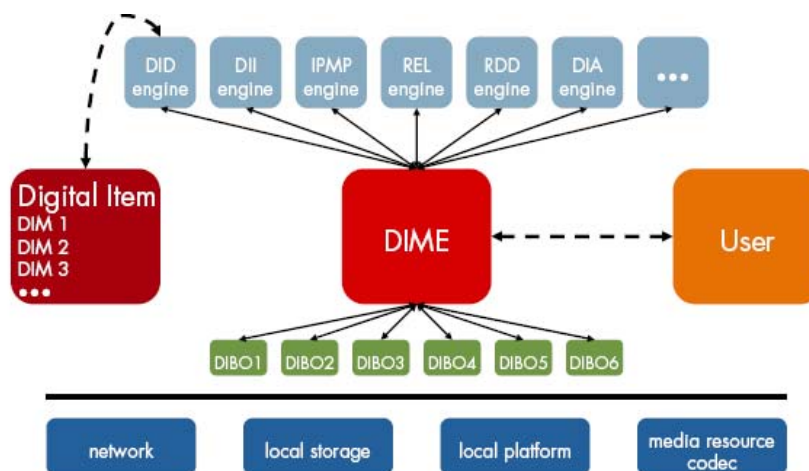 DID
engine
DII
engine
IPMP
engine
REL
engine
RDD
engine
DIA
engine
•••
Digital Item
DIM 1
DIM 2
DIM 3
•••
DIME
User
DIBO1
DIBO2
DIBO3
DIBO4
DIBO5
DIBO6
network
local storage
local platform
media resource
codec